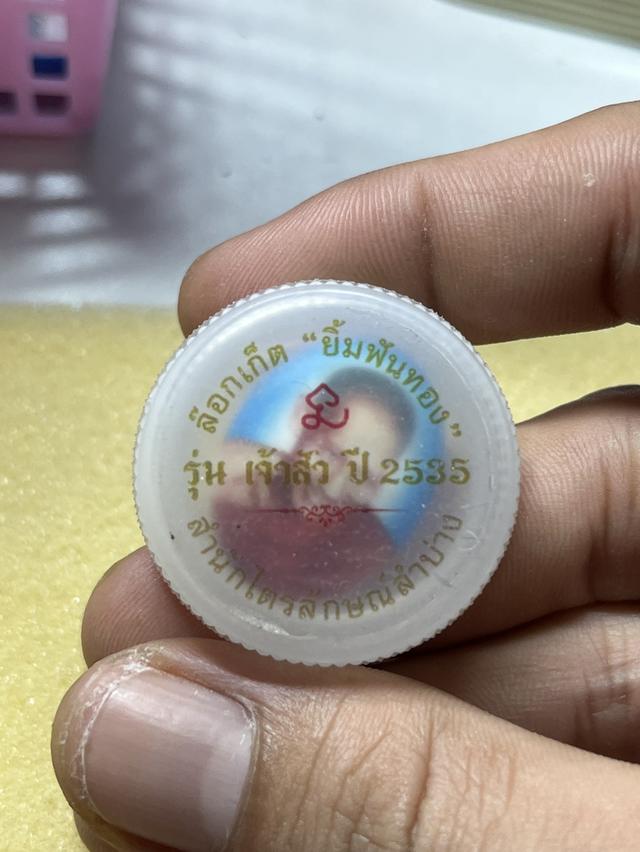 ล๊อกเก็ต “ยิ้มพันทอง”
รุ่น เจ้าสัว ปี 2535
สำนักไตรลักษณ์ลำปาง